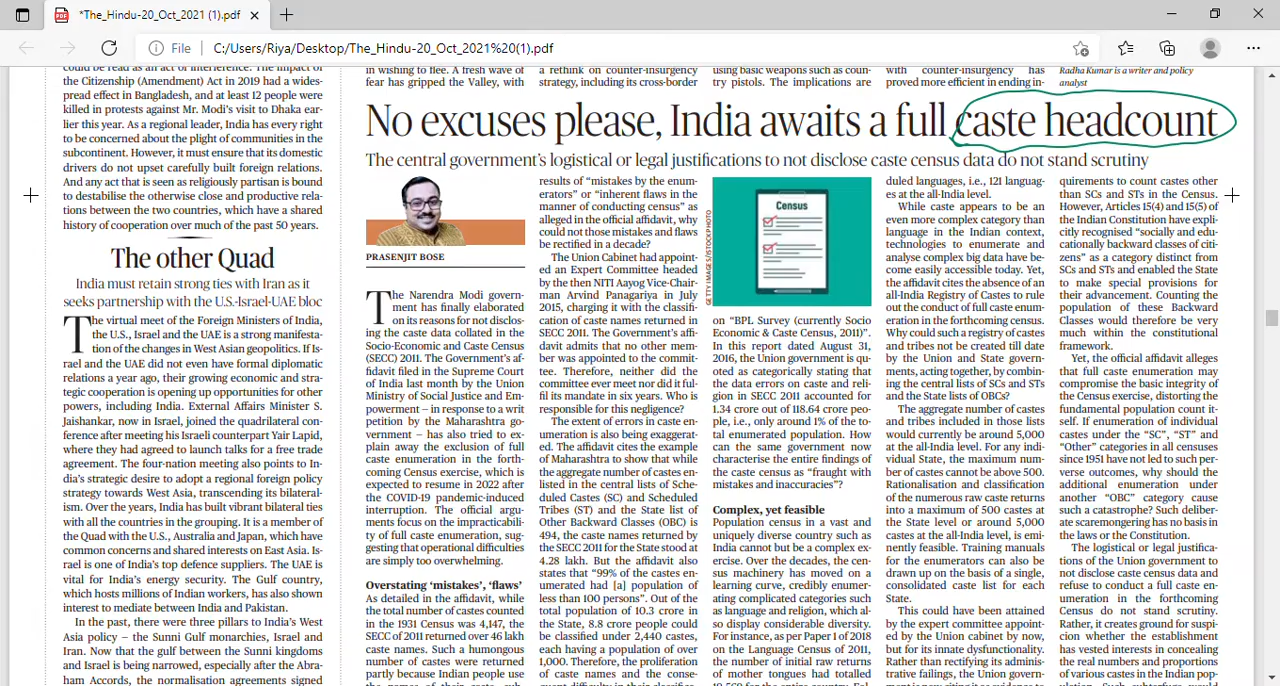 *The_Hindu-20_Oct_2021 (1).pdf
File
C:/Users/Riya/Desktop/The_Hindu-20_Oct_2021%20(1).pdf
could be read as an act of interference. The impact of
the Citizenship (Amendment) Act in 2019 had a wides-
pread effect in Bangladesh, and at least 12 people were
killed in protests against Mr. Modi's visit to Dhaka ear-
lier this year. As a regional leader, India has every right
to be concerned about the plight of communities in the
subcontinent. However, it must ensure that its domestic
drivers do not upset carefully built foreign relations.
And any act that is seen as religiously partisan is bound
to destabilise the otherwise close and productive rela-
tions between the two countries, which have a shared
history of cooperation over much of the past 50 years.
The other Quad
India must retain strong ties with Iran as it
seeks partnership with the U.S.-Israel-UAE bloc
The virtual meet of the Foreign Ministers of India,
the U.S., Israel and the UAE is a strong manifesta-
tion of the changes in West Asian geopolitics. If Is-
rael and the UAE did not even have formal diplomatic
relations a year ago, their growing economic and stra-
tegic cooperation is opening up opportunities for other
powers, including India. External Affairs Minister S.
Jaishankar, now in Israel, joined the quadrilateral con-
ference after meeting his Israeli counterpart Yair Lapid,
where they had agreed to launch talks for a free trade
agreement. The four-nation meeting also points to In-
dia's strategic desire to adopt a regional foreign policy
strategy towards West Asia, transcending its bilateral-
ism. Over the years, India has built vibrant bilateral ties
with all the countries in the grouping. It is a member of
the Quad with the U.S., Australia and Japan, which have
common concerns and shared interests on East Asia. Is-
rael is one of India's top defence suppliers. The UAE is
vital for India's energy security. The Gulf country,
which hosts millions of Indian workers, has also shown
interest to mediate between India and Pakistan.
In the past, there were three pillars to India's West
Asia policy – the Sunni Gulf monarchies, Israel and
Iran. Now that the gulf between the Sunni kingdoms
and Israel is being narrowed, especially after the Abra-
ham Accords, the normalisation agreements signed
in wishing to flee. A fresh wave of
fear has gripped the Valley, with
a rethink on counter-insurgency
strategy, including its cross-border
using basic weapons such as coun-
try pistols. The implications are
with counter-insurgency has
proved more efficient in ending in-
Radha Kumar is a writer and policy
analyst
No excuses please, India awaits a full caste headcount
The central government's logistical or legal justifications to not disclose caste census data do not stand scrutiny
PRASENJIT BOSE
The Narendra Modi govern-
ment has finally elaborated
on its reasons for not disclos-
ing the caste data collated in the
Socio-Economic and Caste Census
(SECC) 2011. The Government's af-
fidavit filed in the Supreme Court
of India last month by the Union
Ministry of Social Justice and Em-
powerment – in response to a writ
petition by the Maharashtra go-
vernment – has also tried to ex-
plain away the exclusion of full
caste enumeration in the forth-
coming Census exercise, which is
expected to resume in 2022 after
the COVID-19 pandemic-induced
interruption. The official argu-
ments focus on the impracticabili-
ty of full caste enumeration, sug-
gesting that operational difficulties
are simply too overwhelming.
Overstating 'mistakes', 'flaws'
As detailed in the affidavit, while
the total number of castes counted
in the 1931 Census was 4,147, the
SECC of 2011 returned over 46 lakh
caste names. Such a humongous
number of castes were returned
partly because Indian people use
results of "mistakes by the enum-
erators" or "inherent flaws in the
manner of conducting census" as
alleged in the official affidavit, why
could not those mistakes and flaws
be rectified in a decade?
The Union Cabinet had appoint-
ed an Expert Committee headed
by the then NITI Aayog Vice-Chair-
man Arvind Panagariya in July
2015, charging it with the classifi-
cation of caste names returned in
SECC 2011. The Government's affi-
davit admits that no other mem-
ber was appointed to the commit-
tee. Therefore, neither did the
committee ever meet nor did it ful-
fil its mandate in six years. Who is
responsible for this negligence?
The extent of errors in caste en-
umeration is also being exaggerat-
ed. The affidavit cites the example
of Maharashtra to show that while
the aggregate number of castes en-
listed in the central lists of Sche-
duled Castes (SC) and Scheduled
Tribes (ST) and the State list of
Other Backward Classes (OBC) is
494, the caste names returned by
the SECC 2011 for the State stood at
4.28 lakh. But the affidavit also
states that "99% of the castes en-
umerated had [a] population of
less than 100 persons". Out of the
total population of 10.3 crore in
the State, 8.8 crore people could
be classified under 2,440 castes,
each having a population of over
1,000. Therefore, the proliferation
of caste names and the conse-
GETTY IMAGES/ISTOCKPHOTO
Census
on "BPL Survey (currently Socio
Economic & Caste Census, 2011)".
In this report dated August 31,
2016, the Union government is qu-
oted as categorically stating that
the data errors on caste and reli-
gion in SECC 2011 accounted for
1.34 crore out of 118.64 crore peo-
ple, i.e., only around 1% of the to-
tal enumerated population. How
can the same government now
characterise the entire findings of
the caste census as "fraught with
mistakes and inaccuracies"?
Complex, yet feasible
Population census in a vast and
uniquely diverse country such as
India cannot but be a complex ex-
ercise. Over the decades, the cen-
sus machinery has moved on a
learning curve, credibly enumer-
ating complicated categories such
as language and religion, which al-
so display considerable diversity.
For instance, as per Paper 1 of 2018
on the Language Census of 2011,
the number of initial raw returns
of mother tongues had totalled
duled languages, i.e., 121 languag-
es at the all-India level.
While caste appears to be an
even more complex category than
language in the Indian context,
technologies to enumerate and
analyse complex big data have be-
come easily accessible today. Yet,
the affidavit cites the absence of an
all-India Registry of Castes to rule
out the conduct of full caste enum-
eration in the forthcoming census.
Why could such a registry of castes
and tribes not be created till date
by the Union and State govern-
ments, acting together, by combin-
ing the central lists of SCs and STs
and the State lists of OBCs?
The aggregate number of castes
and tribes included in those lists
would currently be around 5,000
at the all-India level. For any indi-
vidual State, the maximum num-
ber of castes cannot be above 500.
Rationalisation and classification
of the numerous raw caste returns
into a maximum of 500 castes at
the State level or around 5,000
castes at the all-India level, is emi-
nently feasible. Training manuals
for the enumerators can also be
drawn up on the basis of a single,
consolidated caste list for each
State.
This could have been attained
by the expert committee appoint-
ed by the Union cabinet by now,
but for its innate dysfunctionality.
Rather than rectifying its adminis-
trative failings, the Union govern-
quirements to count castes other
than SCs and STs in the Census.
However, Articles 15(4) and 15(5) of
the Indian Constitution have expli-
citly recognised "socially and edu-
cationally backward classes of citi-
zens" as a category distinct from
SCs and STs and enabled the State
to make special provisions for
their advancement. Counting the
population of these Backward
Classes would therefore be very
much within the constitutional
framework.
Yet, the official affidavit alleges
that full caste enumeration may
compromise the basic integrity of
the Census exercise, distorting the
fundamental population count it-
self. If enumeration of individual
castes under the "SC", "ST" and
"Other" categories in all censuses
since 1951 have not led to such per-
verse outcomes, why should the
additional enumeration under
another "OBC" category cause
such a catastrophe? Such deliber-
ate scaremongering has no basis in
the laws or the Constitution.
The logistical or legal justifica-
tions of the Union government to
not disclose caste census data and
refuse to conduct a full caste en-
umeration in the forthcoming
Census do not stand scrutiny.
Rather, it creates ground for suspi-
cion whether the establishment
has vested interests in concealing
the real numbers and proportions
of various castes in the Indian pop-